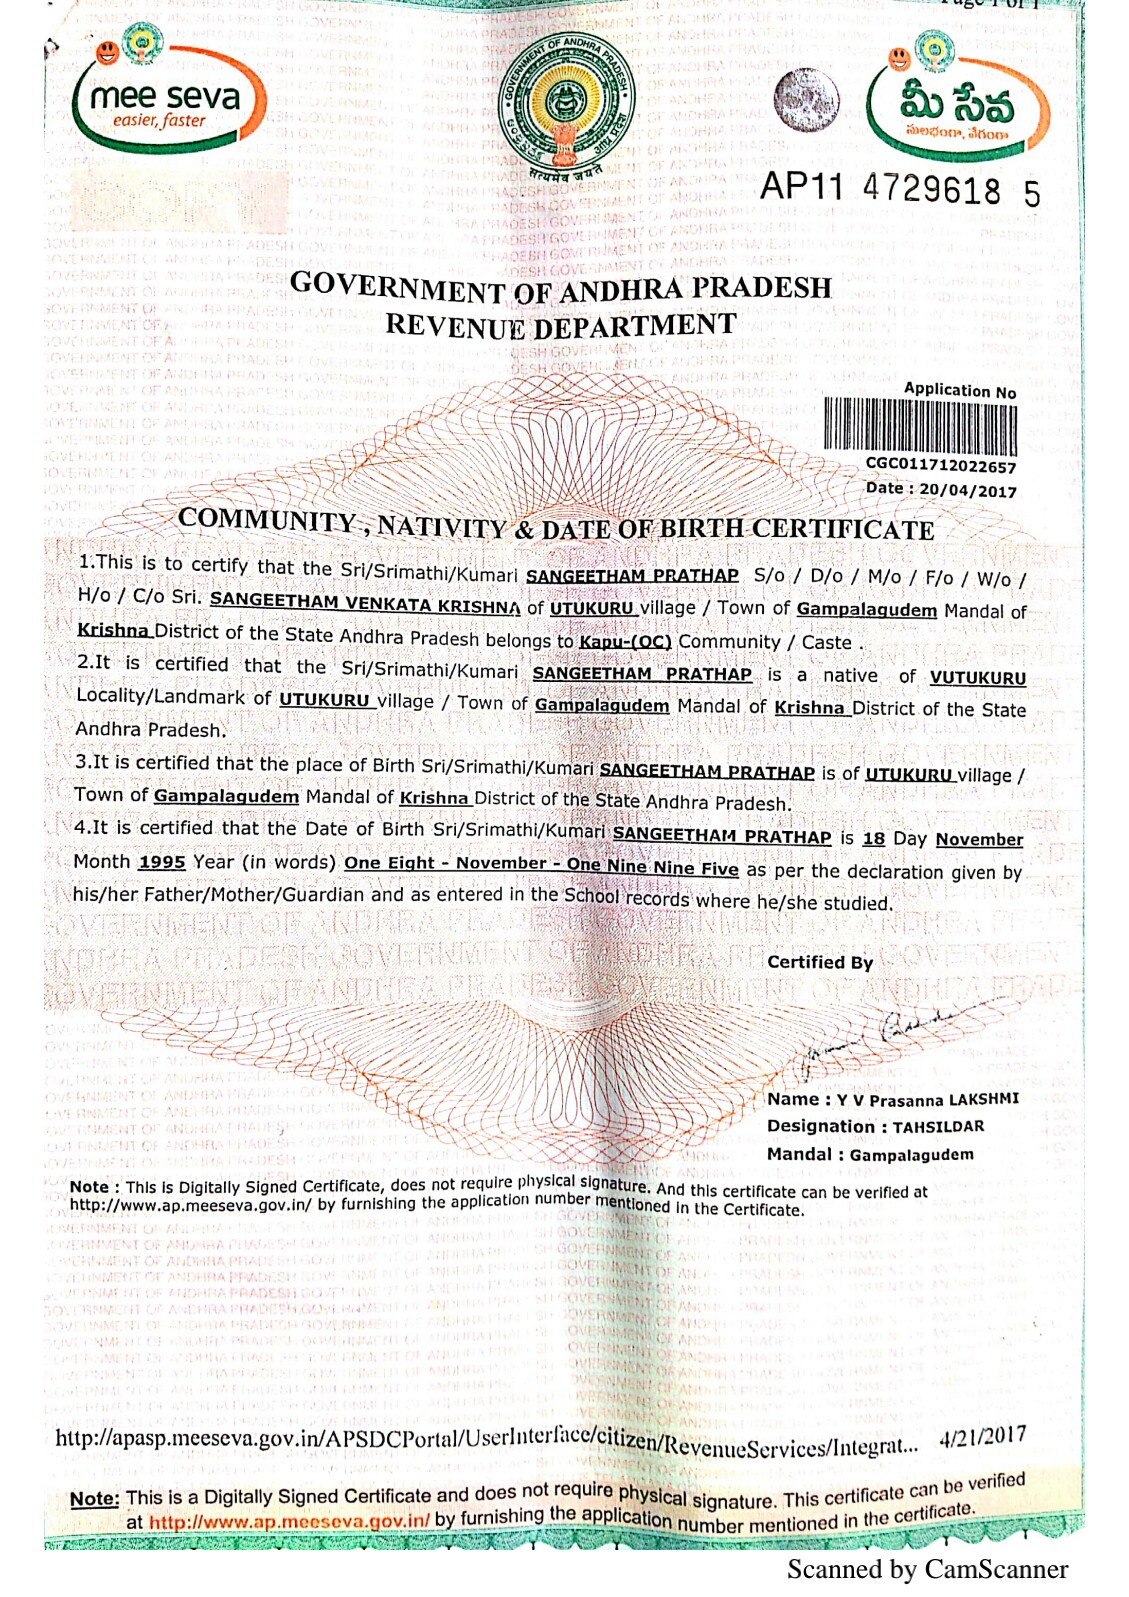 Page 1 of 1
mee seva
easier, faster
GOVERNMENT OF ANDHRA PRADESH
सत्यमेव जयते
మీ సేవ
సులభంగా, వేగంగా
AP11 4729618 5
GOVERNMENT OF ANDHRA PRADESH
REVENUE DEPARTMENT
Application No
CGC011712022657
Date : 20/04/2017
COMMUNITY , NATIVITY & DATE OF BIRTH CERTIFICATE
1.This is to certify that the Sri/Srimathi/Kumari SANGEETHAM PRATHAP S/o / D/o / M/o / F/o / W/o /
H/o / C/o Sri. SANGEETHAM VENKATA KRISHNA of UTUKURU village / Town of Gampalagudem Mandal of
Krishna District of the State Andhra Pradesh belongs to Kapu-(OC) Community / Caste .
2.It is certified that the Sri/Srimathi/Kumari SANGEETHAM PRATHAP is a native of VUTUKURU
Locality/Landmark of UTUKURU village / Town of Gampalagudem Mandal of Krishna District of the State
Andhra Pradesh.
3.It is certified that the place of Birth Sri/Srimathi/Kumari SANGEETHAM PRATHAP is of UTUKURU village /
Town of Gampalagudem Mandal of Krishna District of the State Andhra Pradesh.
4.It is certified that the Date of Birth Sri/Srimathi/Kumari SANGEETHAM PRATHAP is 18 Day November
Month 1995 Year (in words) One Eight - November - One Nine Nine Five as per the declaration given by
his/her Father/Mother/Guardian and as entered in the School records where he/she studied.
Certified By
Name : Y V Prasanna LAKSHMI
Designation : TAHSILDAR
Mandal : Gampalagudem
Note : This is Digitally Signed Certificate, does not require physical signature. And this certificate can be verified at
http://www.ap.meeseva.gov.in/ by furnishing the application number mentioned in the Certificate.
http://apasp.meeseva.gov.in/APSDCPortal/UserInterface/citizen/RevenueServices/Integrat... 4/21/2017
Note: This is a Digitally Signed Certificate and does not require physical signature. This certificate can be verified
at http://www.ap.meeseva.gov.in/ by furnishing the application number mentioned in the certificate.
Scanned by CamScanner